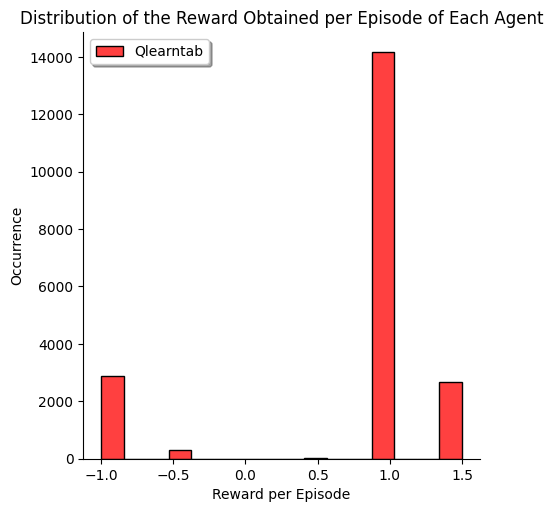 Distribution of the Reward Obtained per Episode of Each Agent
Qlearntab
14000
12000
10000
8000
6000
4000
2000
0
Occurrence
−1.0 −0.5 0.0 0.5 1.0 1.5
Reward per Episode